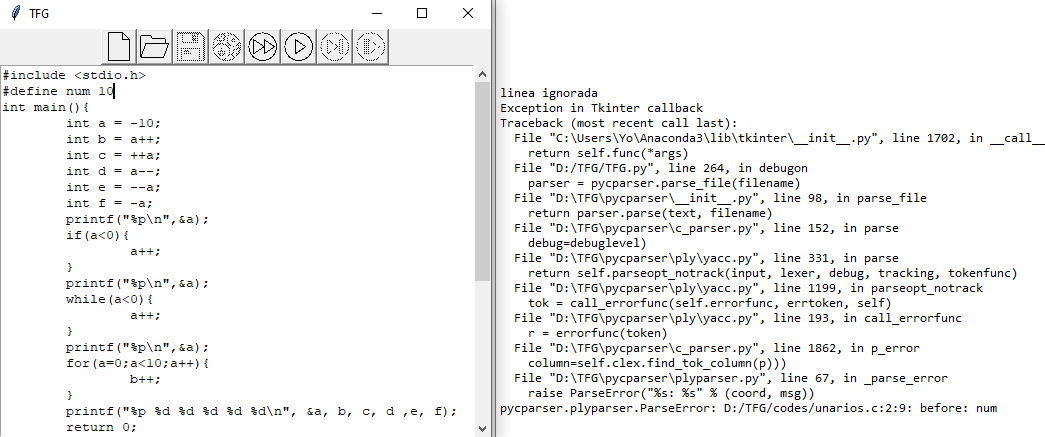 TFG
#include <stdio.h>
#define num 10
int main(){
int a = -10;
int b = a++;
int c = ++a;
int d = a--;
int e = --a;
int f = -a;
printf("%p\n",&a);
if(a<0){
a++;
}
printf("%p\n",&a);
while(a<0){
a++;
}
printf("%p\n",&a);
for(a=0;a<10;a++){
b++;
}
printf("%p %d %d %d %d %d\n", &a, b, c, d ,e, f);
return 0;
linea ignorada
Exception in Tkinter callback
Traceback (most recent call last):
File "C:\Users\Yo\Anaconda3\lib\tkinter\__init__.py", line 1702, in __call__
return self.func(*args)
File "D:/TFG/TFG.py", line 264, in debugon
parser = pycparser.parse_file(filename)
File "D:\TFG\pycparser\__init__.py", line 98, in parse_file
return parser.parse(text, filename)
File "D:\TFG\pycparser\c_parser.py", line 152, in parse
debug=debuglevel)
File "D:\TFG\pycparser\ply\yacc.py", line 331, in parse
return self.parseopt_notrack(input, lexer, debug, tracking, tokenfunc)
File "D:\TFG\pycparser\ply\yacc.py", line 1199, in parseopt_notrack
tok = call_errorfunc(self.errorfunc, errtoken, self)
File "D:\TFG\pycparser\ply\yacc.py", line 193, in call_errorfunc
r = errorfunc(token)
File "D:\TFG\pycparser\c_parser.py", line 1862, in p_error
column=self.clex.find_tok_column(p)))
File "D:\TFG\pycparser\plyparser.py", line 67, in _parse_error
raise ParseError("%s: %s" % (coord, msg))
pycparser.plyparser.ParseError: D:/TFG/codes/unarios.c:2:9: before: num